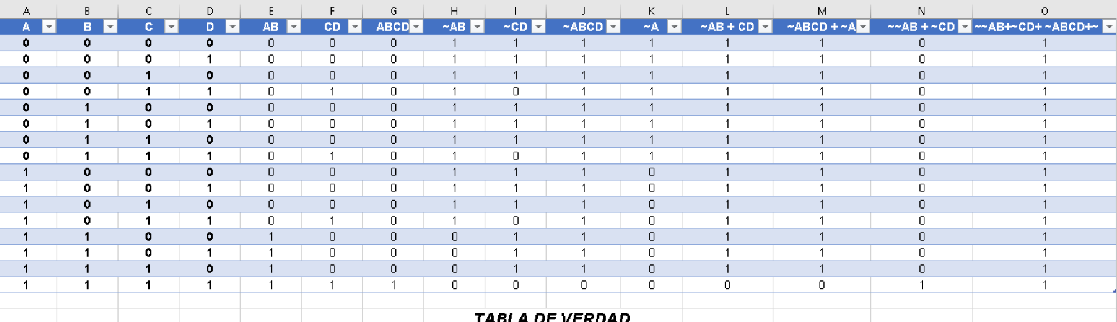 A B C D E F G H I J K L M N O
A B C D AB CD ABCD ~AB ~CD ~ABCD ~A ~AB + CD ~ABCD + ~A ~~AB + ~CD ~~AB+~CD+ ~ABCD+~
0 0 0 0 0 0 0 1 1 1 1 1 1 0 1
0 0 0 1 0 0 0 1 1 1 1 1 1 0 1
0 0 1 0 0 0 0 1 1 1 1 1 1 0 1
0 0 1 1 0 1 0 1 0 1 1 1 1 0 1
0 1 0 0 0 0 0 1 1 1 1 1 1 0 1
0 1 0 1 0 0 0 1 1 1 1 1 1 0 1
0 1 1 0 0 0 0 1 1 1 1 1 1 0 1
0 1 1 1 0 1 0 1 0 1 1 1 1 0 1
1 0 0 0 0 0 0 1 1 1 0 1 1 0 1
1 0 0 1 0 0 0 1 1 1 0 1 1 0 1
1 0 1 0 0 0 0 1 1 1 0 1 1 0 1
1 0 1 1 0 1 0 1 0 1 0 1 1 0 1
1 1 0 0 1 0 0 0 1 1 0 1 1 0 1
1 1 0 1 1 0 0 0 1 1 0 1 1 0 1
1 1 1 0 1 0 0 0 1 1 0 1 1 0 1
1 1 1 1 1 1 1 0 0 0 0 0 0 1 1
TABLA DE VERDAD